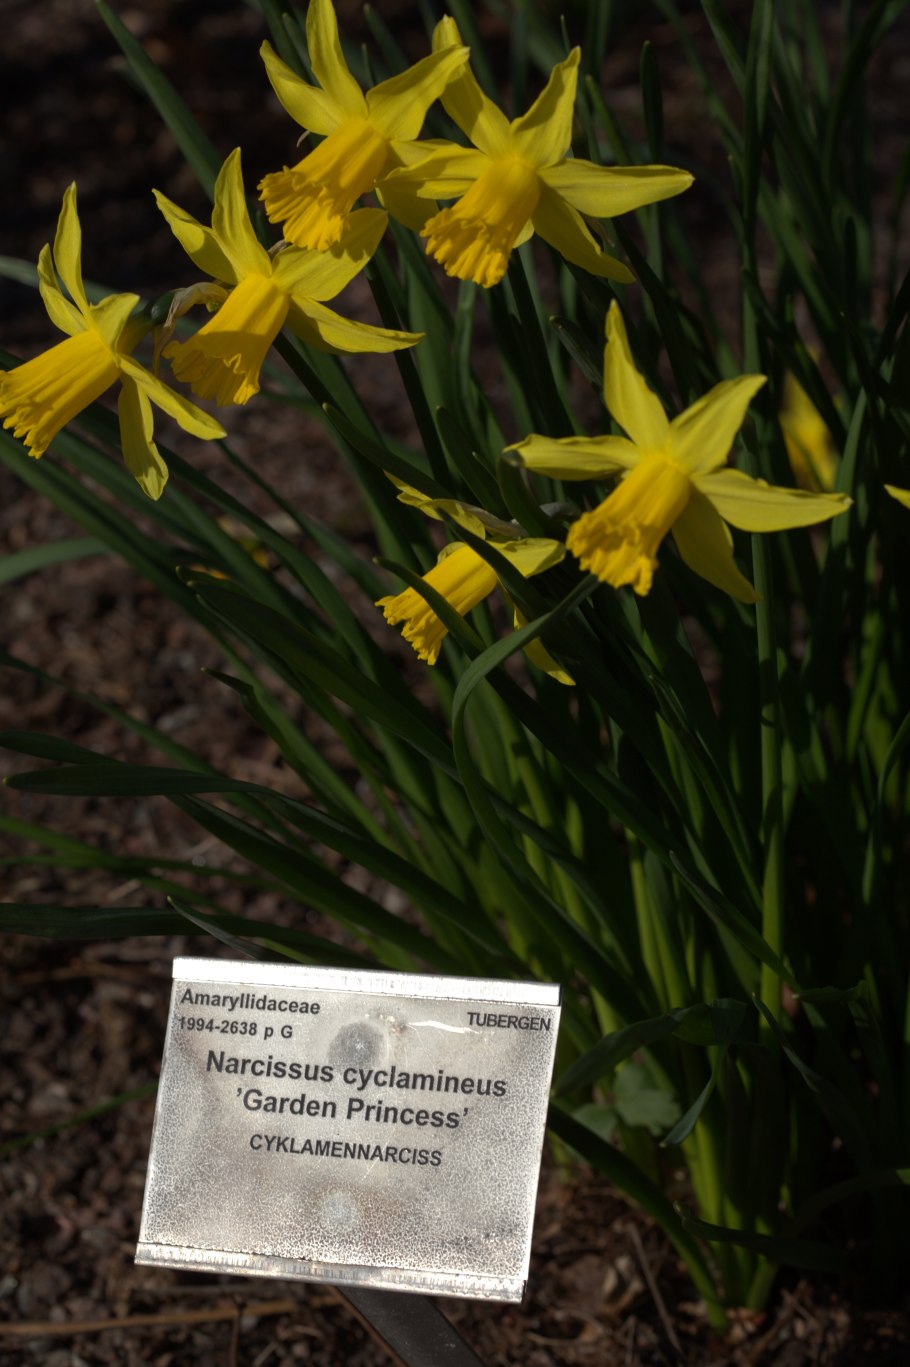 Amaryllidaceae
1994-2638 p G
TUBERGEN
Narcissus cyclamineus
'Garden Princess'
CYKLAMENNARCISS